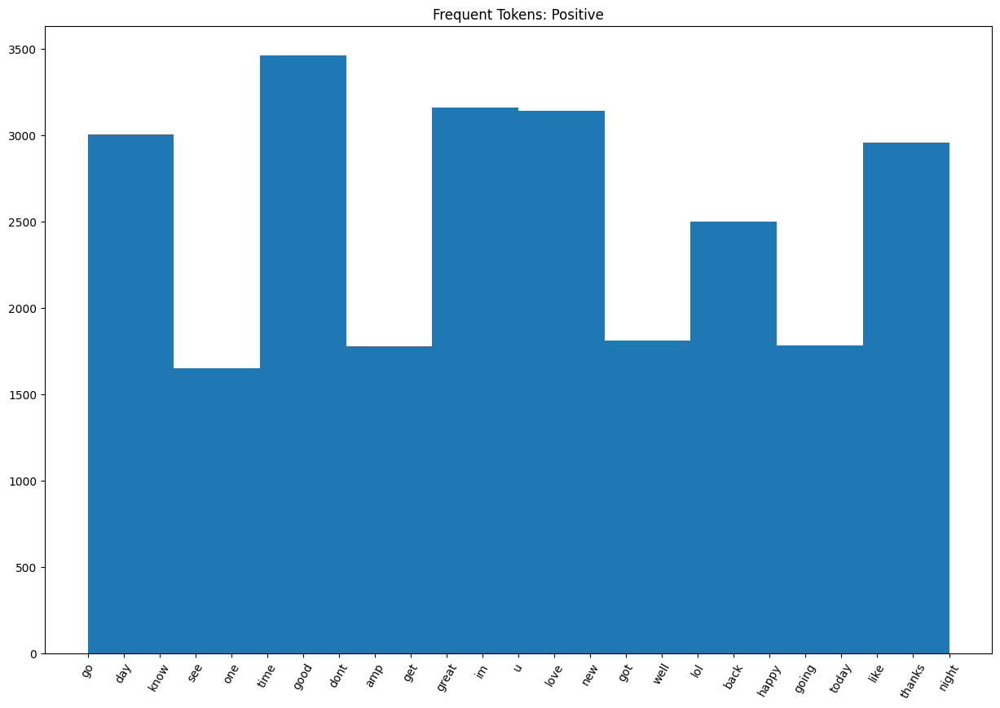 Frequent Tokens: Positive
3500
3000
2500
2000
1500
1000
500
0
go
day
know
see
one
time
good
dont
amp
get
great
im
u
love
new
got
well
lol
back
happy
going
today
like
thanks
night